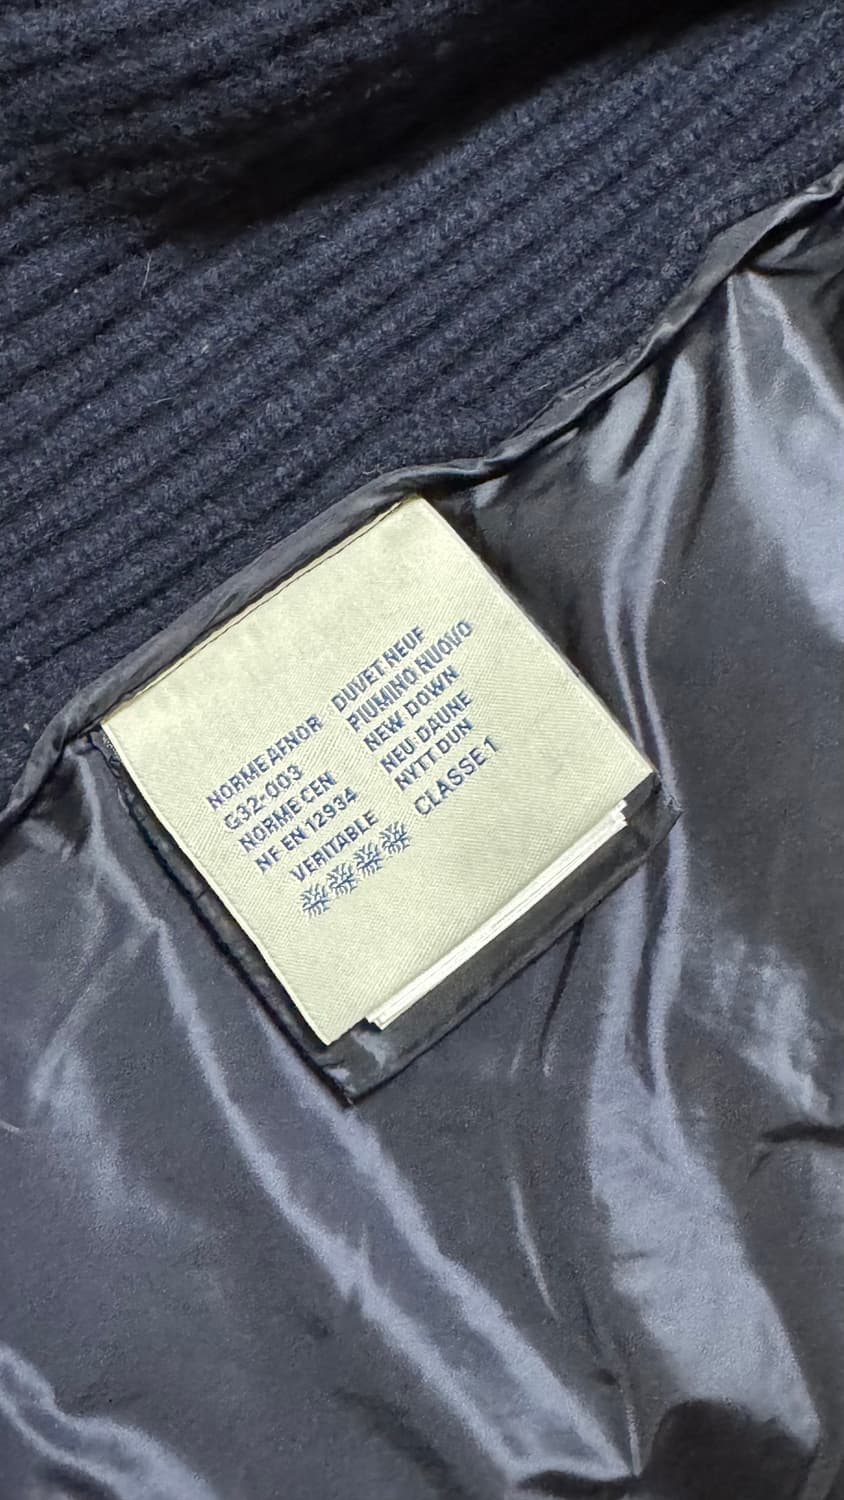 NORME AFNOR
G32-003
NORME CEN
NF EN 12934
VERITABLE
DUVET NEUF
PIUMINO NUOVO
NEW DOWN
NEU: DAUNE
NYTT DUN
CLASSE 1